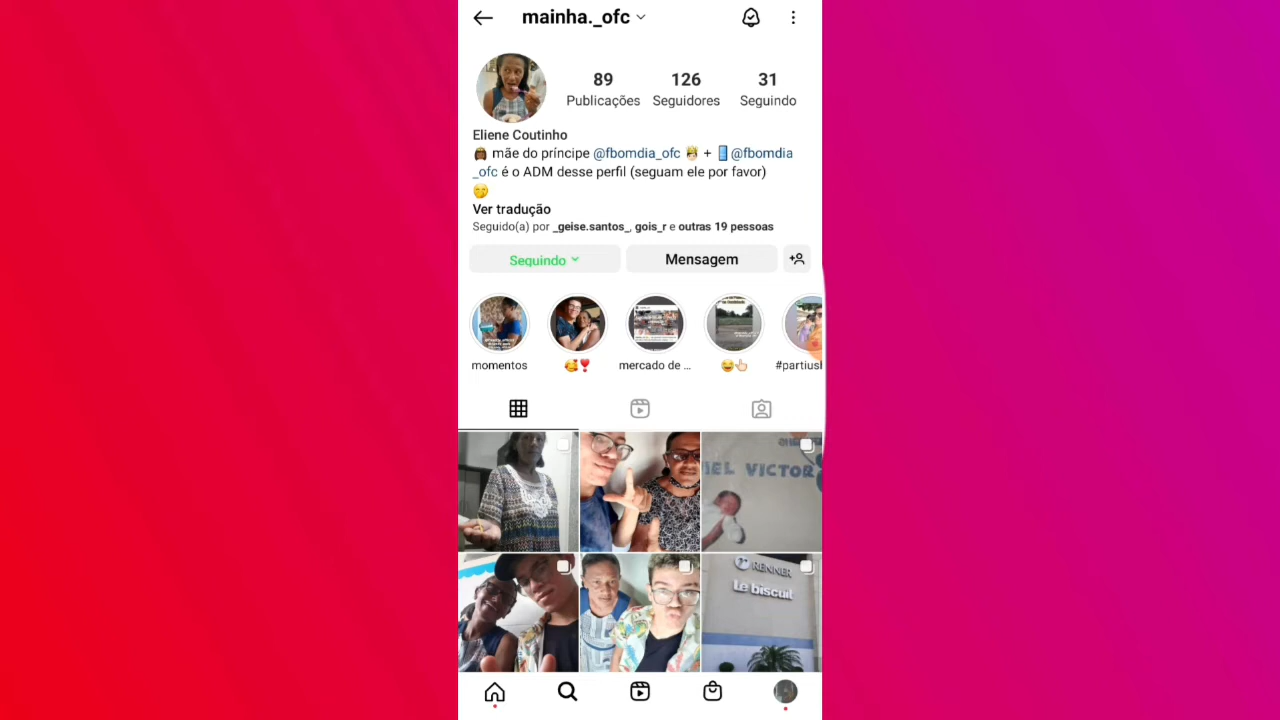 mainha._ofc
89
126
31
Publicações
Seguidores
Seguindo
Eliene Coutinho
mãe do príncipe @fbomdia_ofc + @fbomdia
_ofc é o ADM desse perfil (seguam ele por favor)
Ver tradução
Seguido(a) por _geise.santos_, gois_r e outras 19 pessoas
Seguindo
Mensagem
momentos
mercado de ...
#partiush
IEL VICTOR
RENNER
Le biscuit